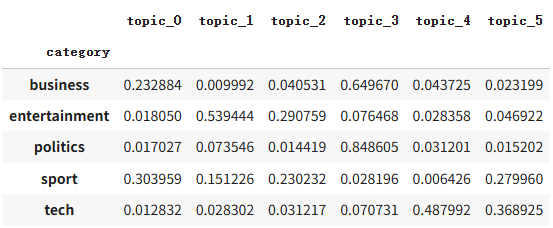 topic_0 topic_1 topic_2 topic_3 topic_4 topic_5
category
business 0.232884 0.009992 0.040531 0.649670 0.043725 0.023199
entertainment 0.018050 0.539444 0.290759 0.076468 0.028358 0.046922
politics 0.017027 0.073546 0.014419 0.848605 0.031201 0.015202
sport 0.303959 0.151226 0.230232 0.028196 0.006426 0.279960
tech 0.012832 0.028302 0.031217 0.070731 0.487992 0.368925